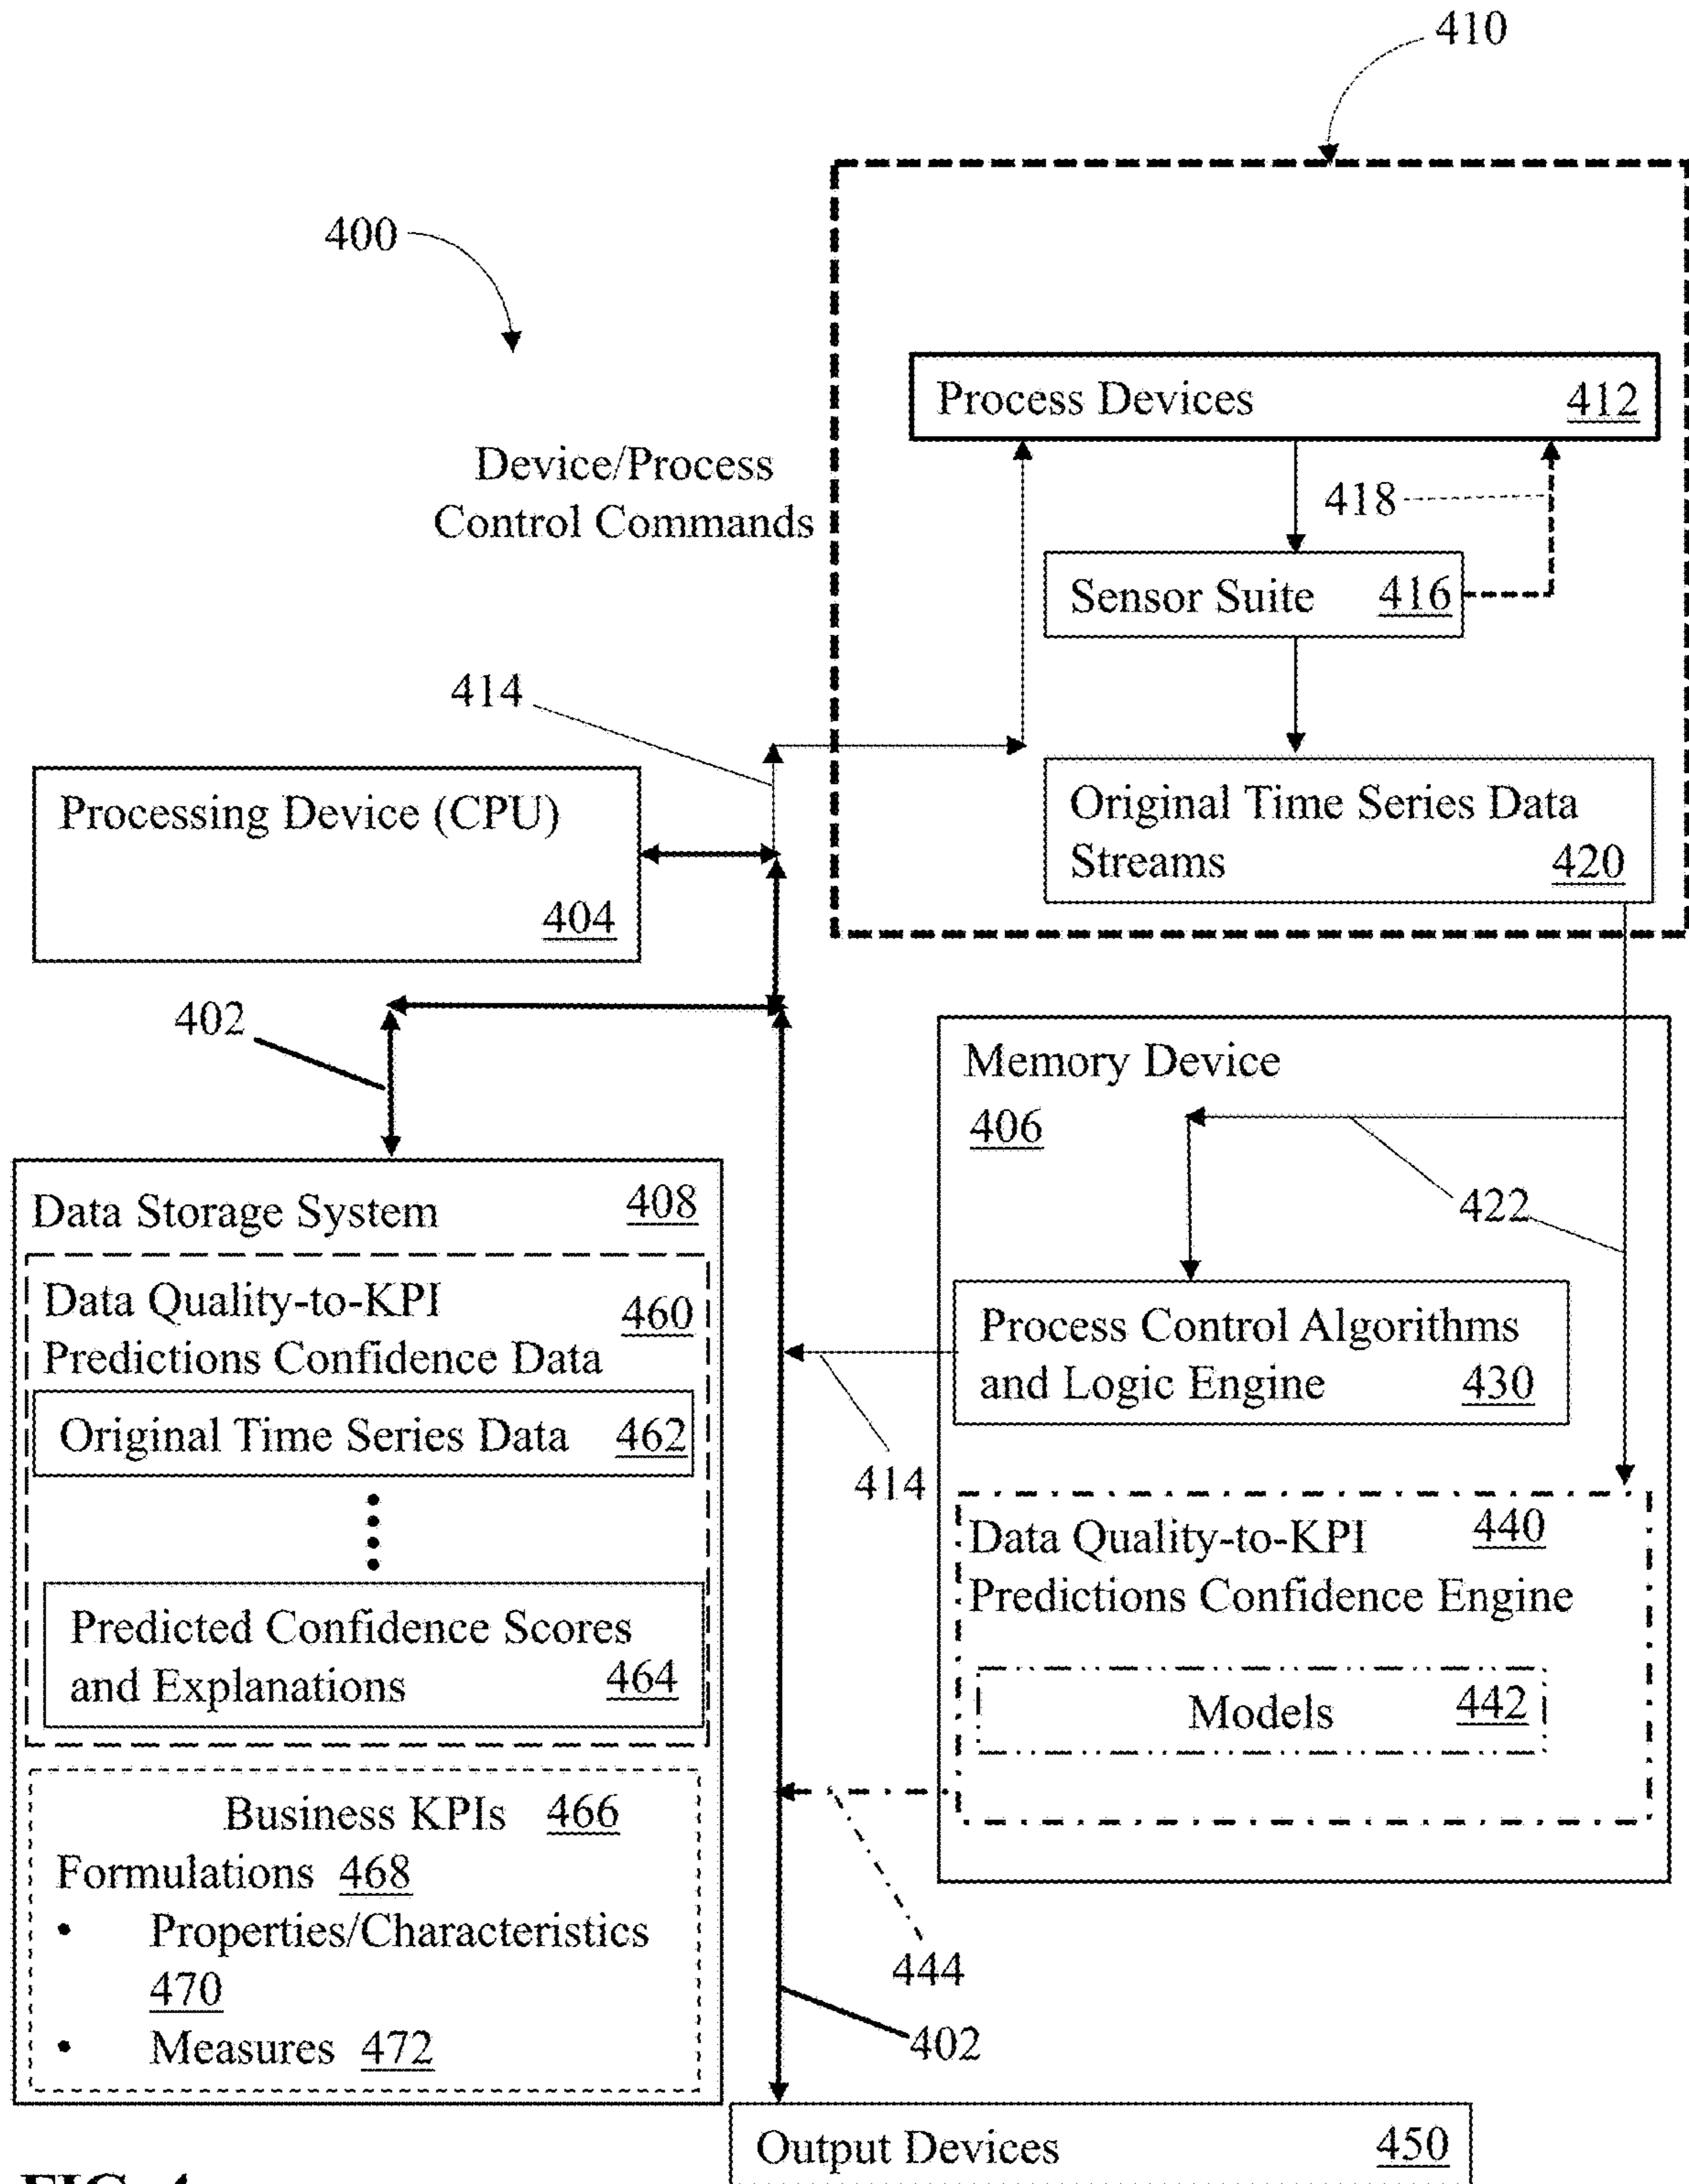 410
400
Process Devices 412
Device/Process
Control Commands
418
Sensor Suite 416
414
Processing Device (CPU)
404
Original Time Series Data
Streams 420
402
Memory Device
406
422
Data Storage System 408
Data Quality-to-KPI
Predictions Confidence Data 460
Original Time Series Data 462
Predicted Confidence Scores
and Explanations 464
Process Control Algorithms
and Logic Engine 430
414
Data Quality-to-KPI 440
Predictions Confidence Engine
Models 442
Business KPIs 466
Formulations 468
• Properties/Characteristics
470
• Measures 472
444
402
Output Devices 450
FIG. 4